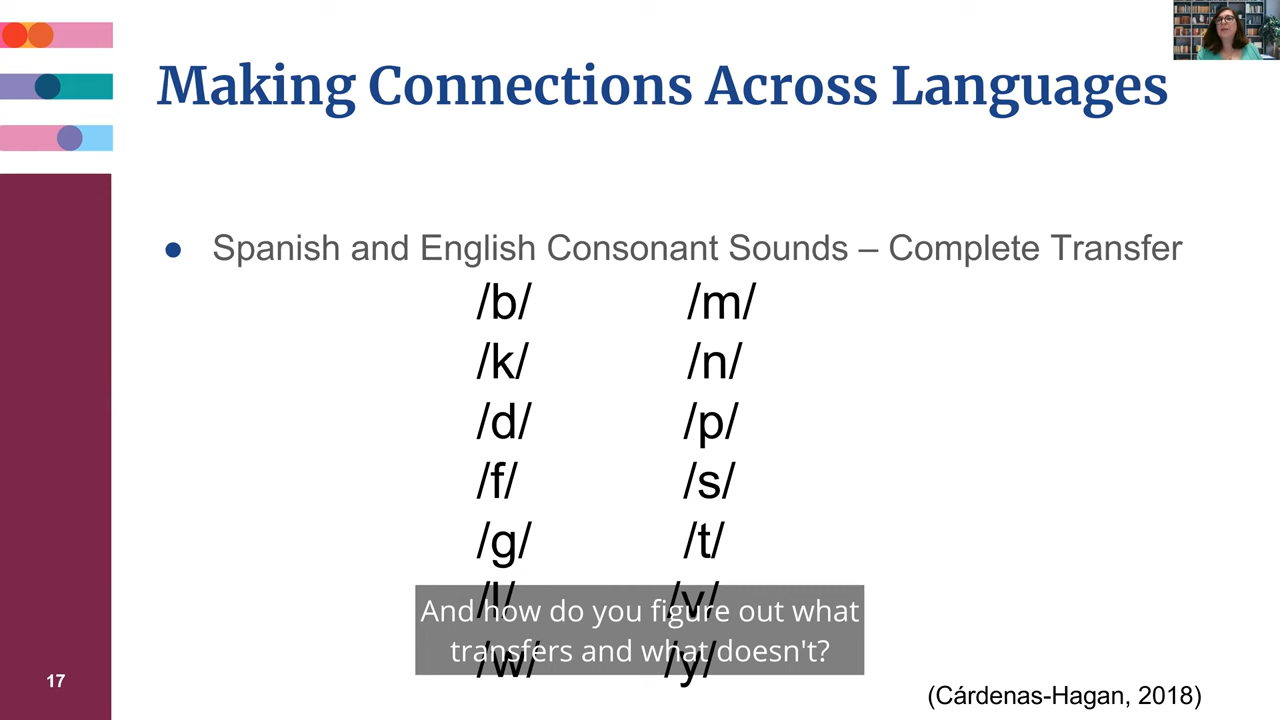 Making Connections Across Languages
● Spanish and English Consonant Sounds – Complete Transfer
/b/ /m/
/k/ /n/
/d/ /p/
/f/ /s/
/g/ /t/
/l/ /v/
/w/ /y/
And how do you figure out what
transfers and what doesn't?
17
(Cárdenas-Hagan, 2018)